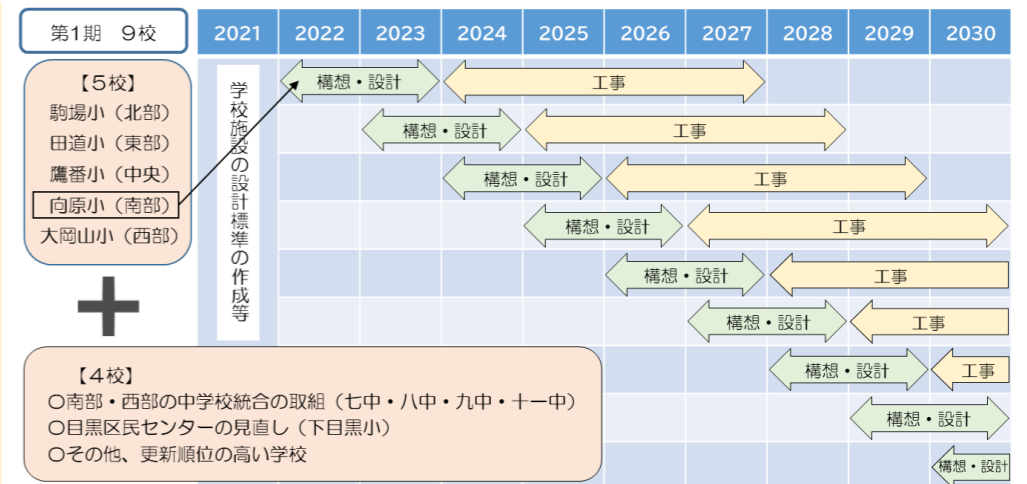 第1期 9校
2021 2022 2023 2024 2025 2026 2027 2028 2029 2030
【5校】
駒場小（北部）
田道小（東部）
鷹番小（中央）
向原小（南部）
大岡山小（西部）
学校施設の設計標準の作成等
構想・設計 工事
構想・設計 工事
構想・設計 工事
構想・設計 工事
構想・設計 工事
構想・設計 工事
構想・設計 工事
構想・設計
構想・設計
【4校】
〇南部・西部の中学校統合の取組（七中・八中・九中・十一中）
〇目黒区民センターの見直し（下目黒小）
〇その他、更新順位の高い学校